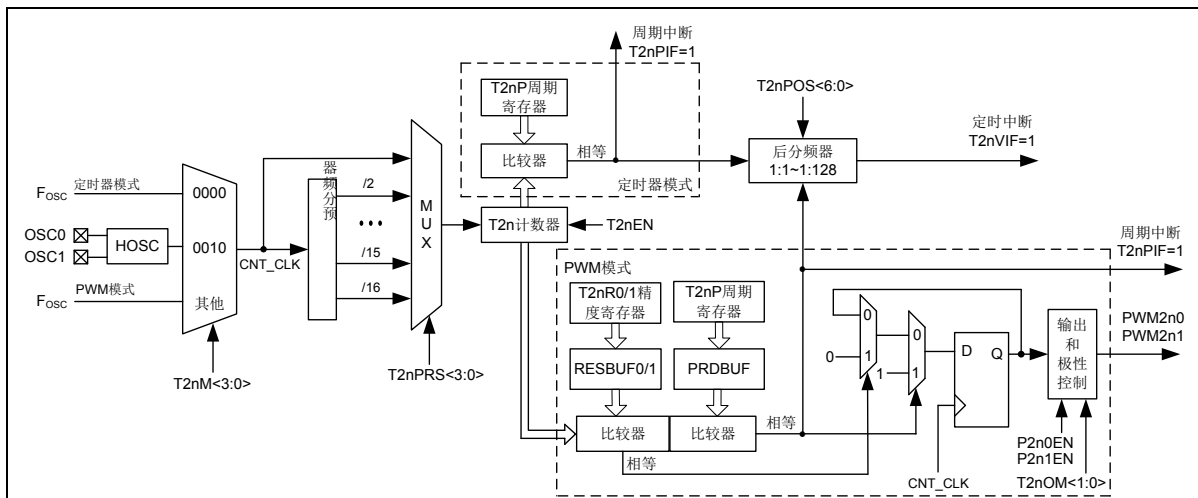 周期中断
T2nPIF=1
T2nP周期
寄存器
比较器
相等
定时器模式
T2nPOS<6:0>
后分频器
1:1~1:128
定时中断
T2nVIF=1
FOSC
定时器模式
OSC0
OSC1
HOSC
FOSC
PWM模式
0000
0010
其他
T2nM<3:0>
CNT_CLK
器频分预
/2
/15
/16
MUX
T2nPRS<3:0>
T2n计数器
T2nEN
周期中断
T2nPIF=1
PWM模式
T2nR0/1精
度寄存器
T2nP周期
寄存器
RESBUF0/1
PRDBUF
比较器
比较器
相等
相等
0
0
1
0
1
1
D
Q
CNT_CLK
输出
和
极性
控制
PWM2n0
PWM2n1
P2n0EN
P2n1EN
T2nOM<1:0>